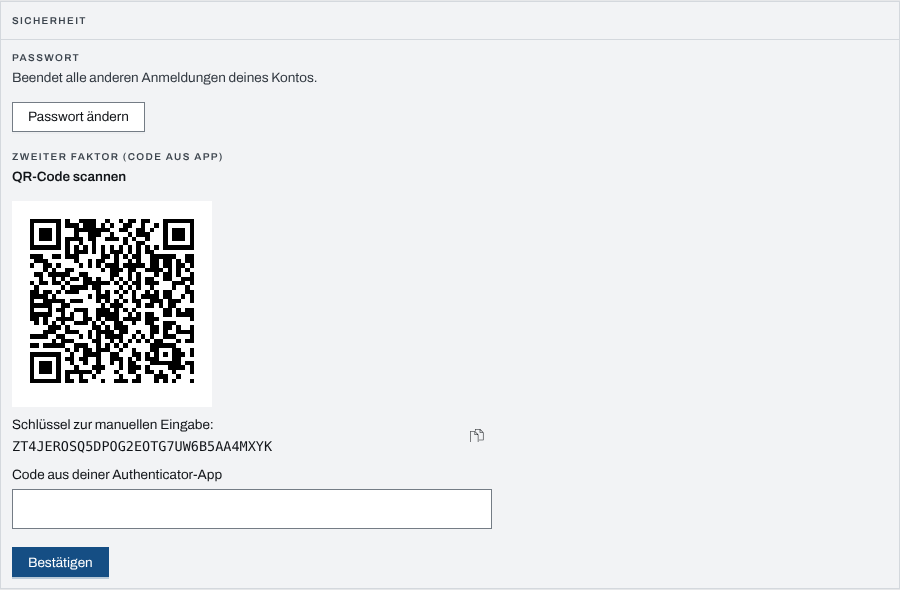 SICHERHEIT
PASSWORT
Beendet alle anderen Anmeldungen deines Kontos.
Passwort ändern
ZWEITER FAKTOR (CODE AUS APP)
QR-Code scannen
Schlüssel zur manuellen Eingabe:
ZT4JEROSQ5DPOG2EOTG7UW6B5AA4MXYK
Code aus deiner Authenticator-App
Bestätigen